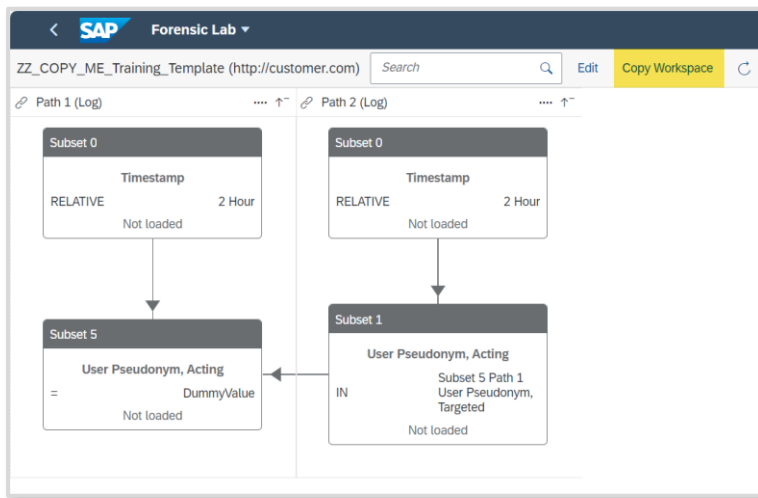 SAP Forensic Lab
ZZ_COPY_ME_Training_Template (http://customer.com) Search Edit Copy Workspace
Path 1 (Log)
Subset 0
Timestamp
RELATIVE 2 Hour
Not loaded
Subset 5
User Pseudonym, Acting
= DummyValue
Not loaded
Path 2 (Log)
Subset 0
Timestamp
RELATIVE 2 Hour
Not loaded
Subset 1
User Pseudonym, Acting
IN Subset 5 Path 1
User Pseudonym,
Targeted
Not loaded